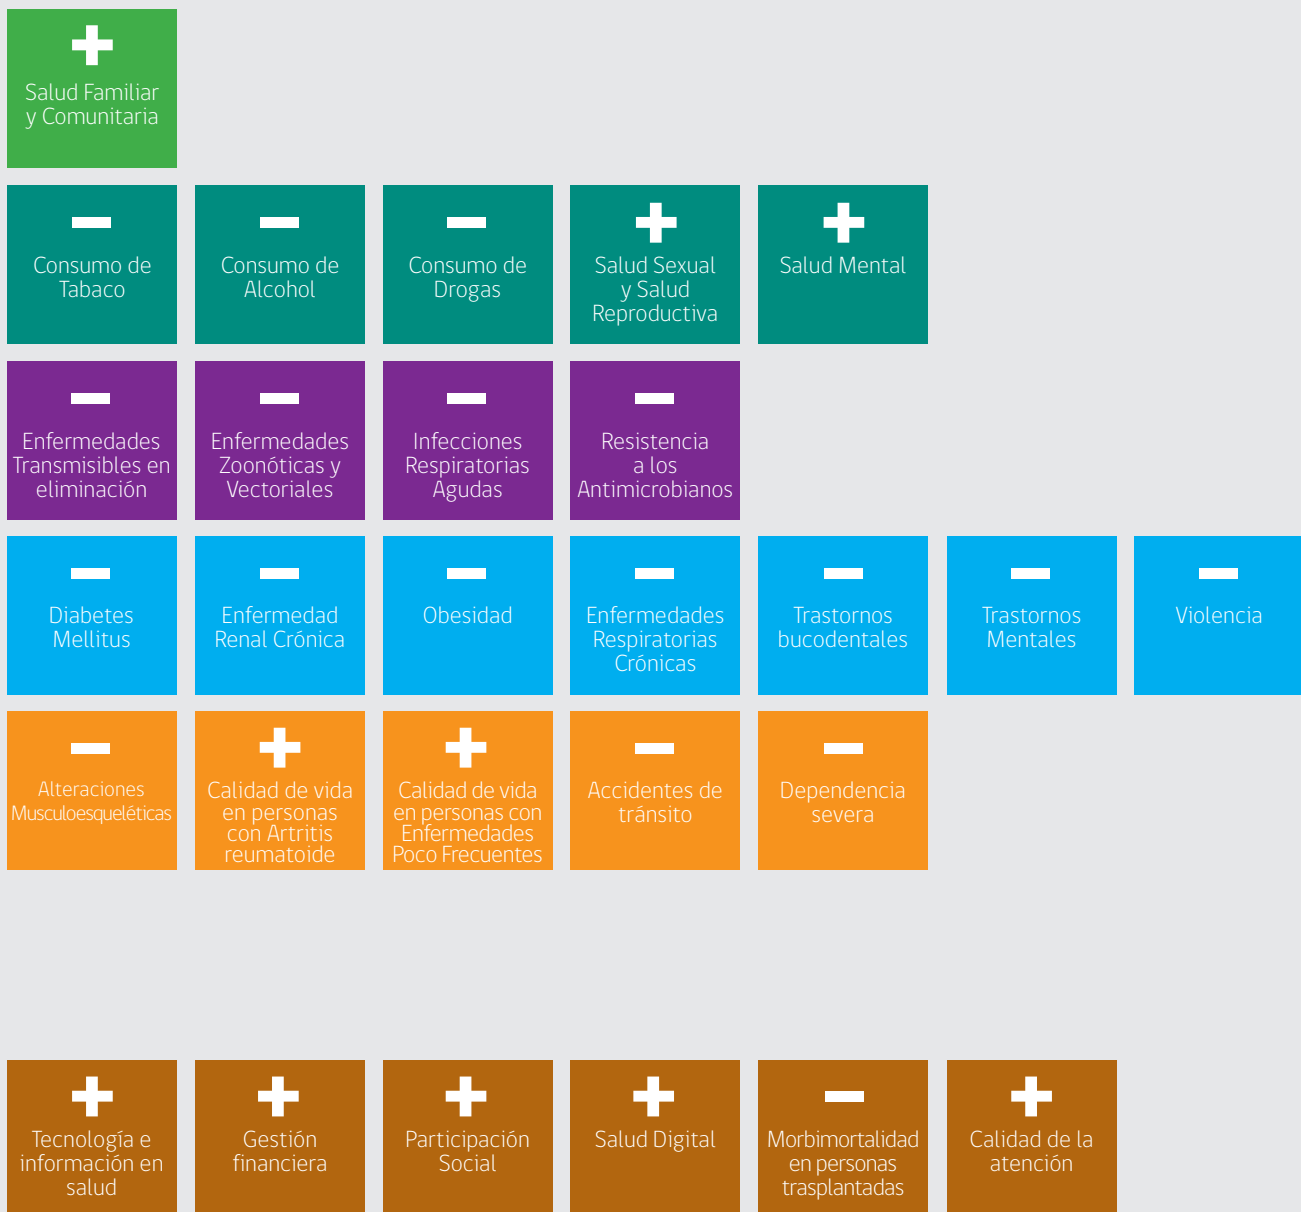 Salud Familiar
y Comunitaria
Consumo de
Tabaco
Consumo de
Alcohol
Consumo de
Drogas
Salud Sexual
y Salud
Reproductiva
Salud Mental
Enfermedades
Transmisibles en
eliminación
Enfermedades
Zoonóticas y
Vectoriales
Infecciones
Respiratorias
Agudas
Resistencia
a los
Antimicrobianos
Diabetes
Mellitus
Enfermedad
Renal Crónica
Obesidad
Enfermedades
Respiratorias
Crónicas
Trastornos
bucodentales
Trastornos
Mentales
Violencia
Alteraciones
Musculoesqueléticas
Calidad de vida
en personas
con Artritis
reumatoide
Calidad de vida
en personas con
Enfermedades
Poco Frecuentes
Accidentes de
tránsito
Dependencia
severa
Tecnología e
información en
salud
Gestión
financiera
Participación
Social
Salud Digital
Morbimortalidad
en personas
trasplantadas
Calidad de la
atención